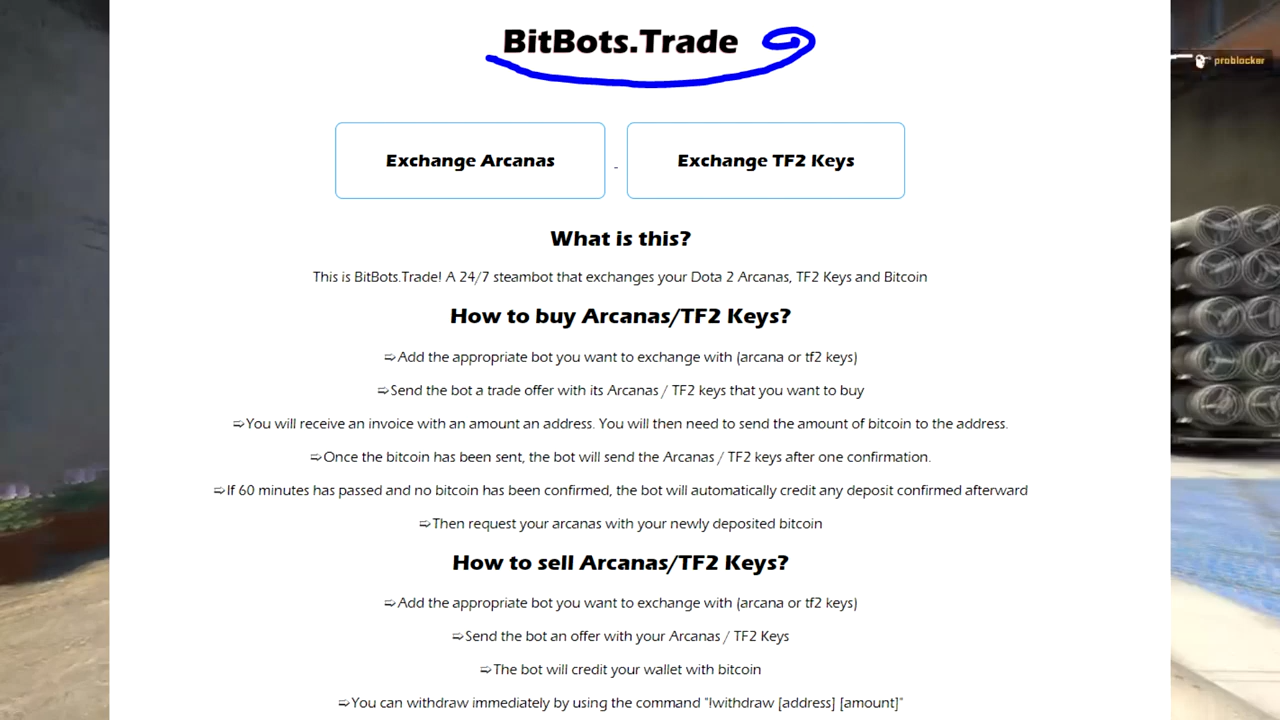 BitBots.Trade
problocker
Exchange Arcanas - Exchange TF2 Keys
What is this?
This is BitBots.Trade! A 24/7 steambot that exchanges your Dota 2 Arcanas, TF2 Keys and Bitcoin
How to buy Arcanas/TF2 Keys?
➯Add the appropriate bot you want to exchange with (arcana or tf2 keys)
➯Send the bot a trade offer with its Arcanas / TF2 keys that you want to buy
➯You will receive an invoice with an amount an address. You will then need to send the amount of bitcoin to the address.
➯Once the bitcoin has been sent, the bot will send the Arcanas / TF2 keys after one confirmation.
➯If 60 minutes has passed and no bitcoin has been confirmed, the bot will automatically credit any deposit confirmed afterward
➯Then request your arcanas with your newly deposited bitcoin
How to sell Arcanas/TF2 Keys?
➯Add the appropriate bot you want to exchange with (arcana or tf2 keys)
➯Send the bot an offer with your Arcanas / TF2 Keys
➯The bot will credit your wallet with bitcoin
➯You can withdraw immediately by using the command "!withdraw [address] [amount]"